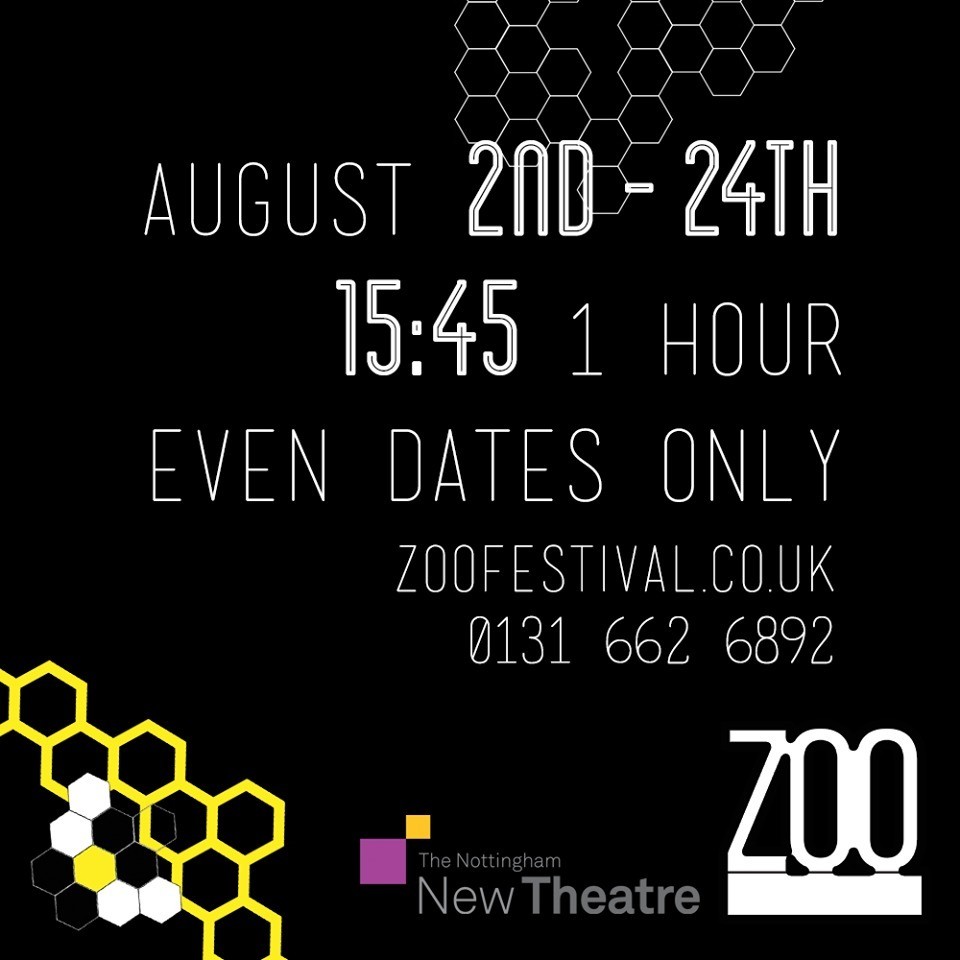 AUGUST 2ND - 24TH
15:45 1 HOUR
EVEN DATES ONLY
ZOOFESTIVAL.CO.UK
0131 662 6892
ZOO
The Nottingham
New Theatre